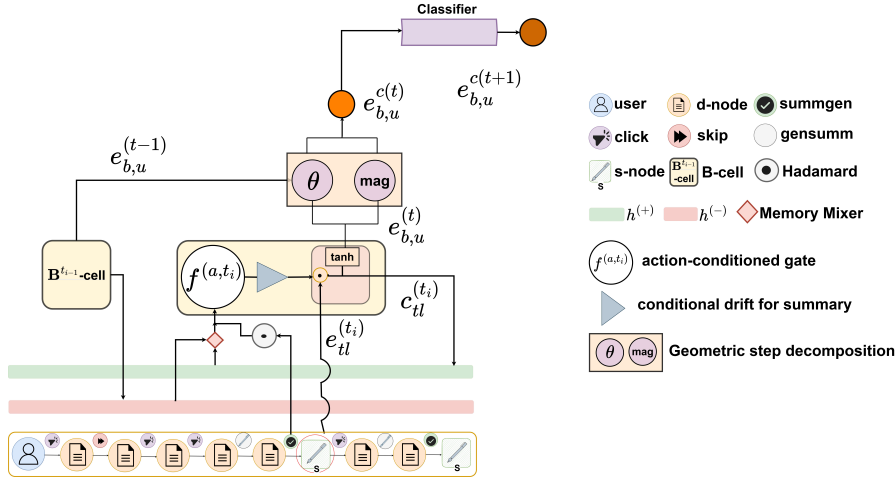 Classifier
e_{b,u}^{c(t)}
e_{b,u}^{c(t+1)}
e_{b,u}^{(t-1)}
θ
mag
e_{b,u}^{(t)}
tanh
B^{t_{i-1}}-cell
f^{(a,t_i)}
c_{tl}^{(t_i)}
e_{tl}^{(t_i)}
S
S
user
d-node
summgen
click
skip
gensumm
S
s-node
B^{t_{i-1}}
-cell
B-cell
Hadamard
h^{(+)}
h^{(-)}
Memory Mixer
f^{(a,t_i)}
action-conditioned gate
conditional drift for summary
θ
mag
Geometric step decomposition